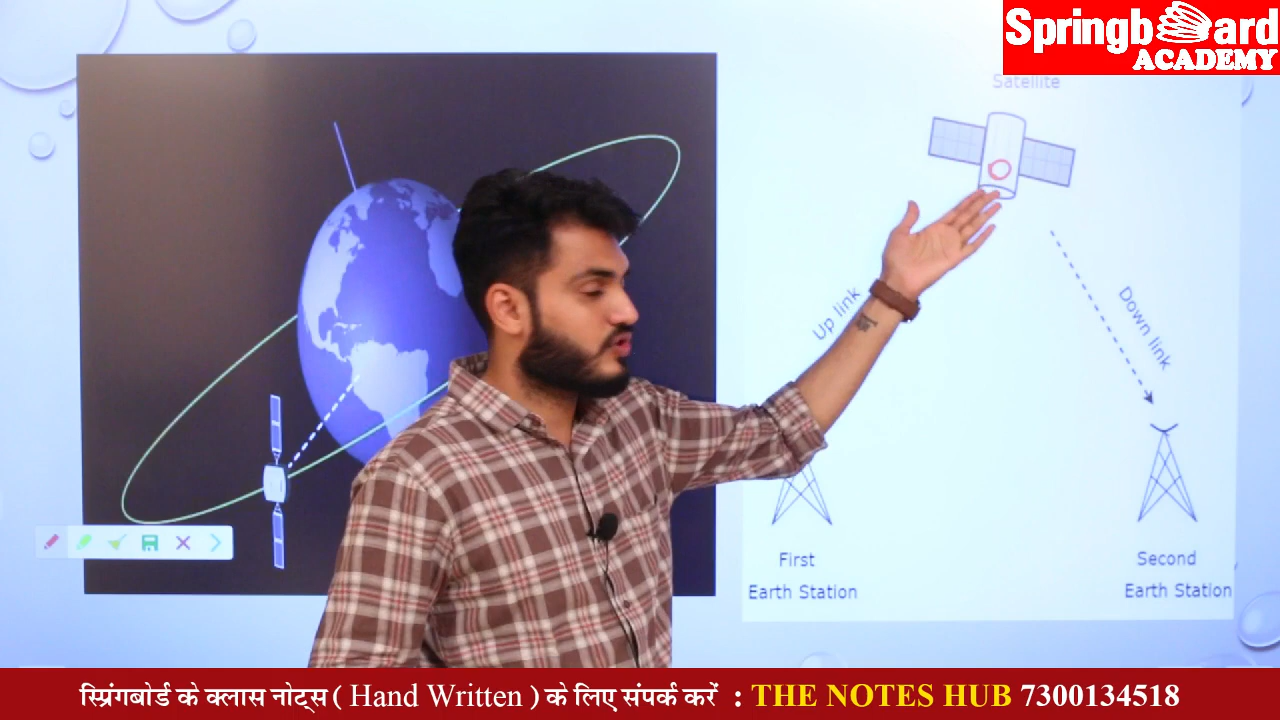 Springboard
ACADEMY
Satellite
Up link
Down link
First
Earth Station
Second
Earth Station
स्प्रिंगबोर्ड के क्लास नोट्स ( Hand Written ) के लिए संपर्क करें : THE NOTES HUB 7300134518